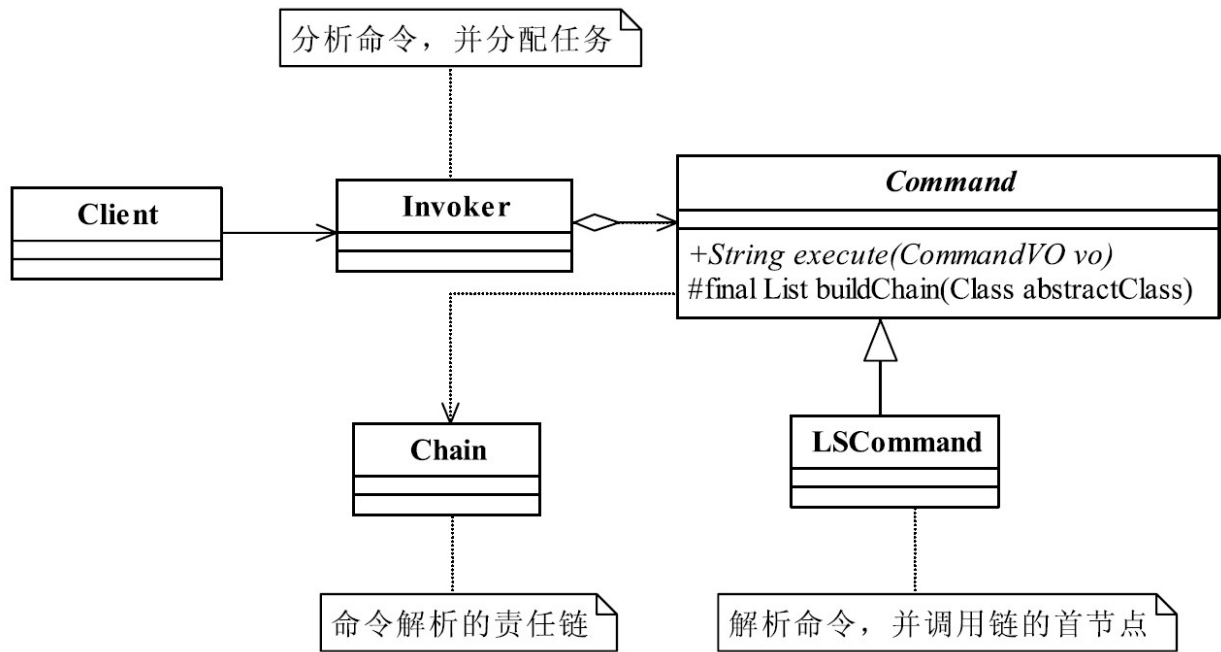 分析命令，并分配任务
Client
Invoker
Command
+String execute(CommandVO vo)
#final List buildChain(Class abstractClass)
Chain
LSCommand
命令解析的责任链
解析命令，并调用链的首节点